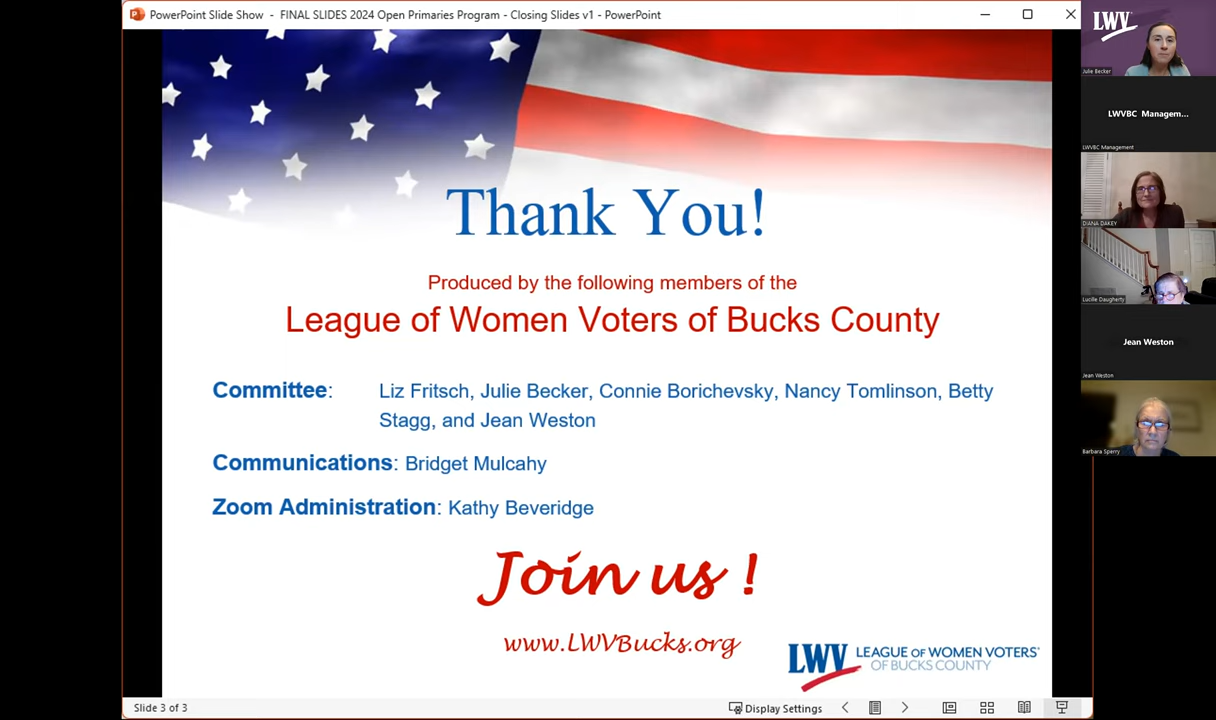 PowerPoint Slide Show - FINAL SLIDES 2024 Open Primaries Program - Closing Slides v1 - PowerPoint
Thank You!
Produced by the following members of the
League of Women Voters of Bucks County
Committee: Liz Fritsch, Julie Becker, Connie Borichevsky, Nancy Tomlinson, Betty
Stagg, and Jean Weston
Communications: Bridget Mulcahy
Zoom Administration: Kathy Beveridge
Join us !
www.LWVBucks.org
LWV LEAGUE OF WOMEN VOTERS®
OF BUCKS COUNTY
Slide 3 of 3
Display Settings
LWV
Julie Becker
LWVBC Managem...
LWVBC Management
DIANA DAKEY
Lucille Daugherty
Jean Weston
Jean Weston
Barbara Sperry